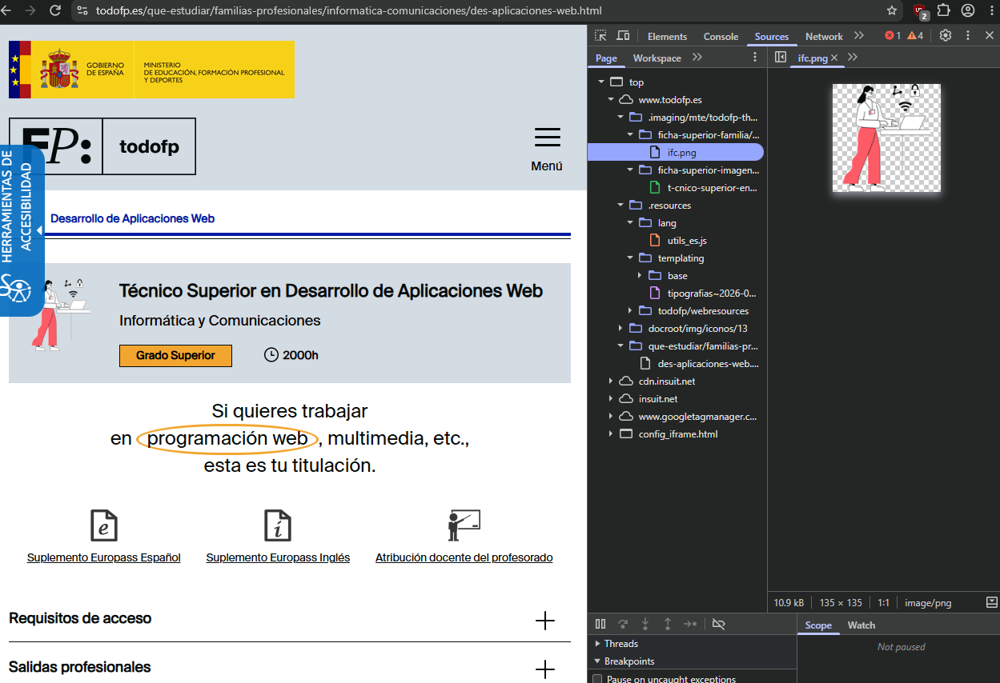 todofp.es/que-estudiar/familias-profesionales/informatica-comunicaciones/des-aplicaciones-web.html
2
GOBIERNO
DE ESPAÑA
MINISTERIO
DE EDUCACIÓN, FORMACIÓN PROFESIONAL
Y DEPORTES
FP:
todofp
Menú
HERRAMIENTAS DE
ACCESIBILIDAD
Desarrollo de Aplicaciones Web
Técnico Superior en Desarrollo de Aplicaciones Web
Informática y Comunicaciones
Grado Superior
2000h
Si quieres trabajar
en programación web , multimedia, etc.,
esta es tu titulación.
Suplemento Europass Español
Suplemento Europass Inglés
Atribución docente del profesorado
Requisitos de acceso
Salidas profesionales
Elements Console Sources Network 1 4
Page Workspace
ifc.png
top
www.todofp.es
.imaging/mte/todofp-th...
ficha-superior-familia/...
ifc.png
ficha-superior-imagen...
t-cnico-superior-en...
.resources
lang
utils_es.js
templating
base
tipografias~2026-0...
todofp/webresources
docroot/img/iconos/13
que-estudiar/familias-pr...
des-aplicaciones-web....
cdn.insuit.net
insuit.net
www.googletagmanager.c...
config_iframe.html
10.9 kB 135 × 135 1:1 image/png
Scope Watch
Threads
Not paused
Breakpoints
Pause on uncaught exceptions